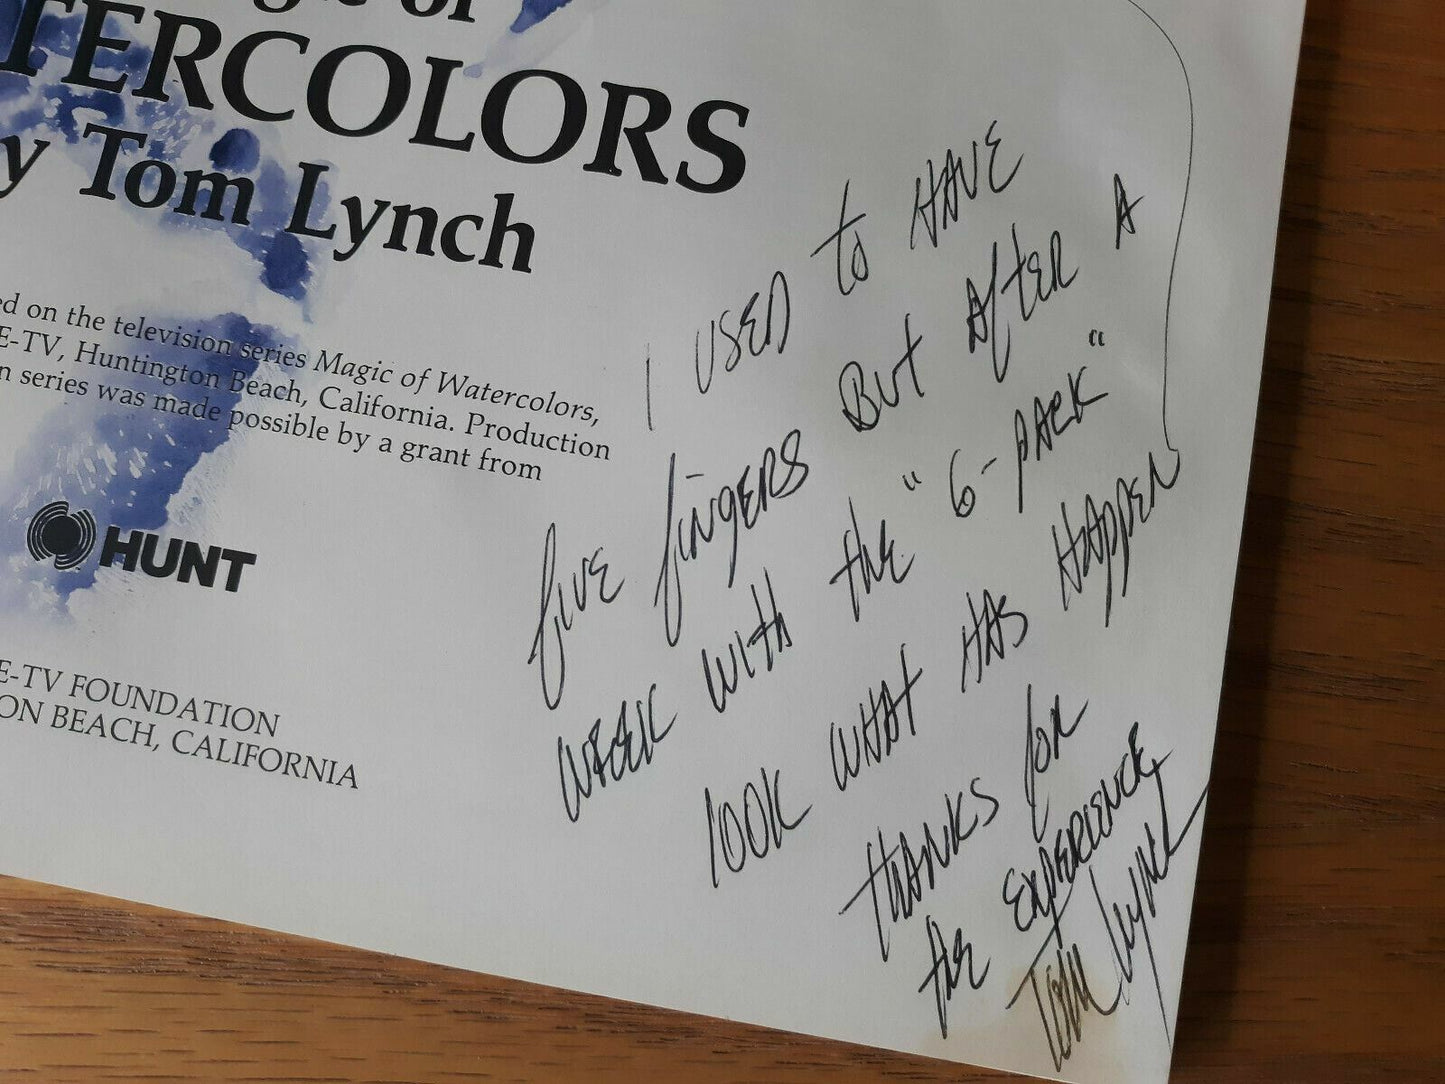 of
TERCOLORS
y Tom Lynch
ed on the television series Magic of Watercolors,
E-TV, Huntington Beach, California. Production
n series was made possible by a grant from
HUNT
E-TV FOUNDATION
ON BEACH, CALIFORNIA
I USED to HAVE
fivE fingERS But AftER A
WEEK WITH thE "6-PACK"
look WHAT HAS HAPPEN
tHANKS foR
thE EXPERIENCE,
Tom Lynch